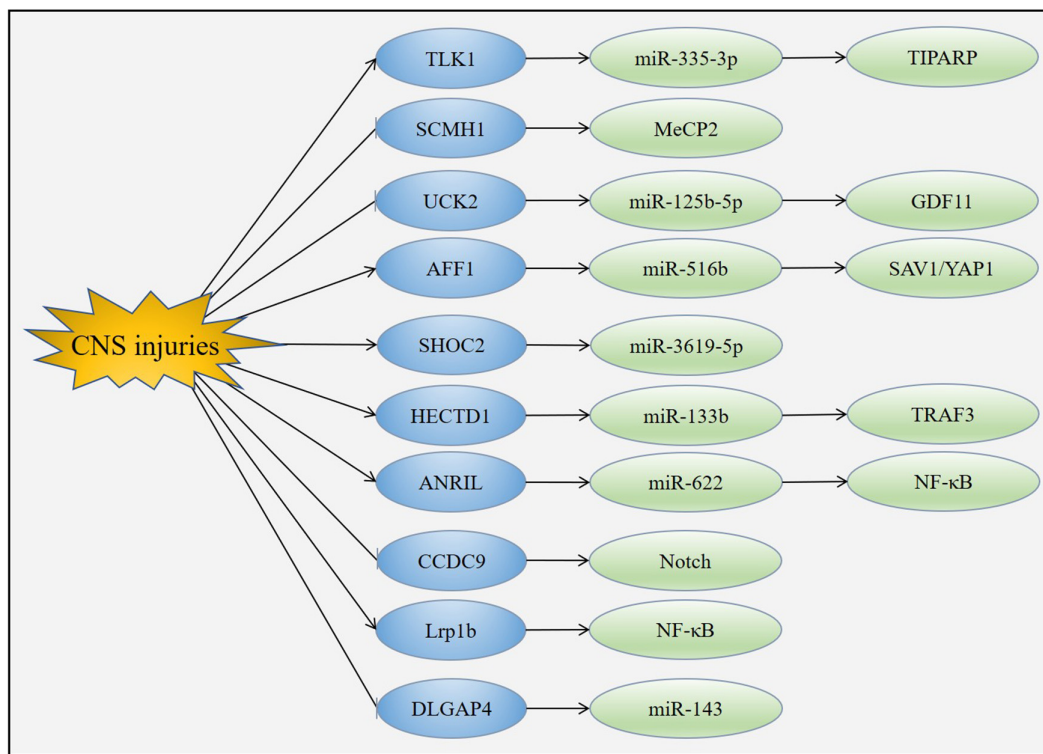 TLK1 miR-335-3p TIPARP
SCMH1 MeCP2
UCK2 miR-125b-5p GDF11
AFF1 miR-516b SAV1/YAP1
CNS injuries
SHOC2 miR-3619-5p
HECTD1 miR-133b TRAF3
ANRIL miR-622 NF-κB
CCDC9 Notch
Lrp1b NF-κB
DLGAP4 miR-143